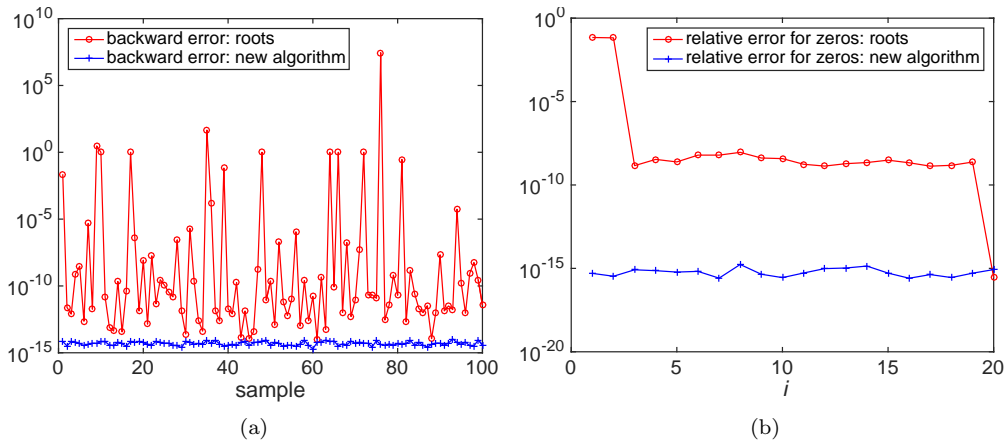 10^10
10^5
10^0
10^-5
10^-10
10^-15
0 20 40 60 80 100
sample
backward error: roots
backward error: new algorithm
(a)
10^0
10^-5
10^-10
10^-15
10^-20
0 5 10 15 20
i
relative error for zeros: roots
relative error for zeros: new algorithm
(b)